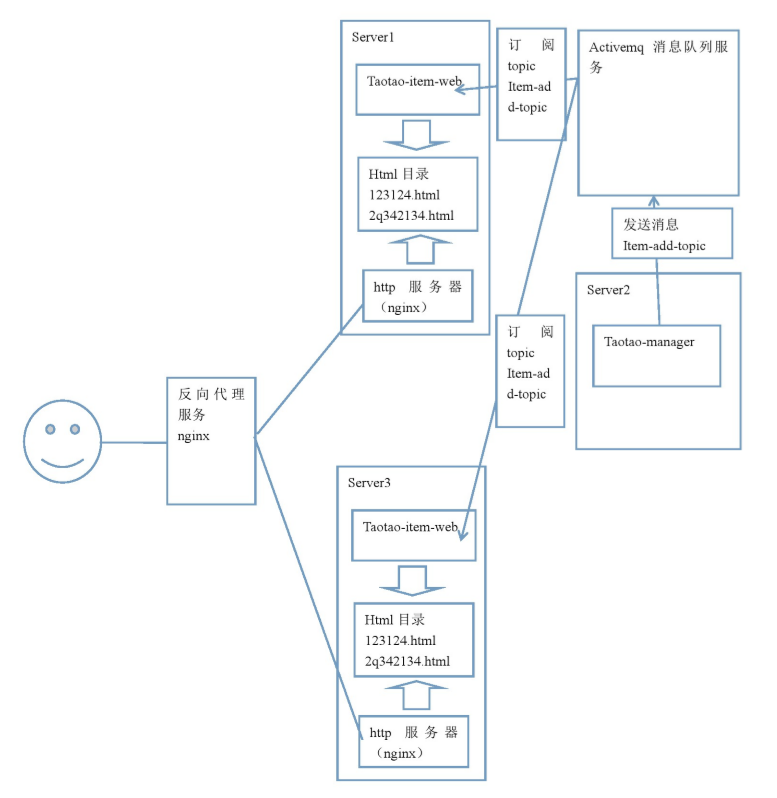 Server1
Taotao-item-web
Html 目录
123124.html
2q342134.html
http 服务器
（nginx）
订阅
topic
Item-ad
d-topic
Activemq 消息队列服
务
发送消息
Item-add-topic
Server2
Taotao-manager
订阅
topic
Item-ad
d-topic
反向代理
服务
nginx
Server3
Taotao-item-web
Html 目录
123124.html
2q342134.html
http 服务器
（nginx）